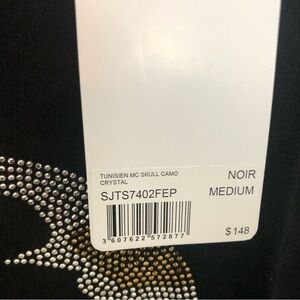 TUNISIEN MC SKULL CAMO
CRYSTAL
NOIR
SJTS7402FEP
MEDIUM
3 607622 572877
$148